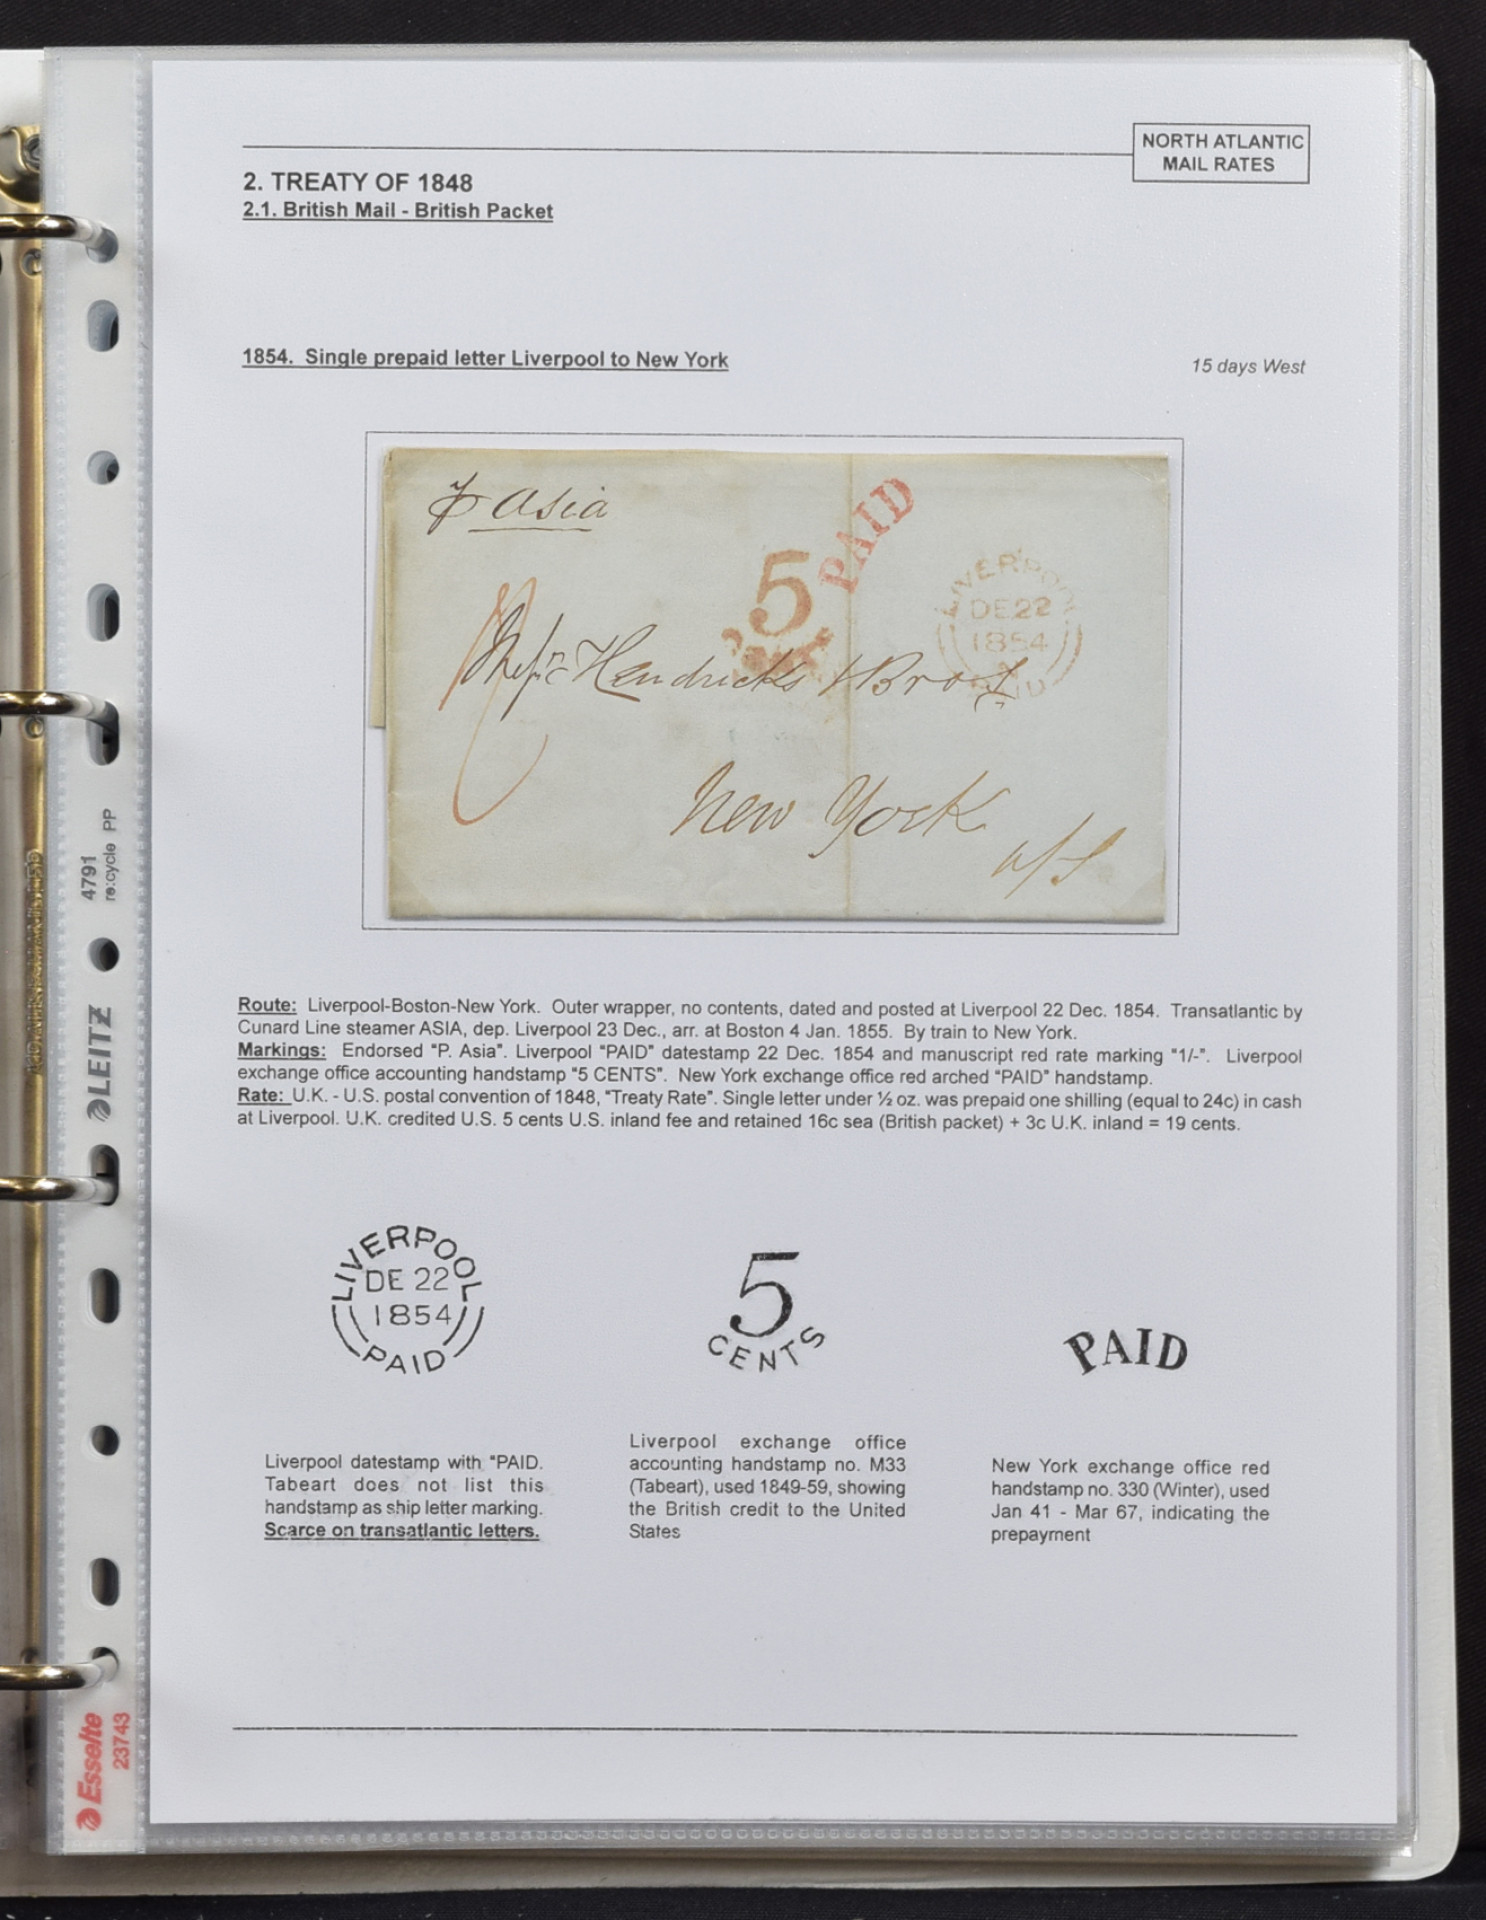 NORTH ATLANTIC
MAIL RATES
2. TREATY OF 1848
2.1. British Mail - British Packet
1854. Single prepaid letter Liverpool to New York
15 days West
p Asia
PAID
5
LIVERPOOL
DE 22
1854
PAID
Hendricks & Bros
New York
Route: Liverpool-Boston-New York. Outer wrapper, no contents, dated and posted at Liverpool 22 Dec. 1854. Transatlantic by
Cunard Line steamer ASIA, dep. Liverpool 23 Dec., arr. at Boston 4 Jan. 1855. By train to New York.
Markings: Endorsed "P. Asia". Liverpool "PAID" datestamp 22 Dec. 1854 and manuscript red rate marking "1/-". Liverpool
exchange office accounting handstamp "5 CENTS". New York exchange office red arched "PAID" handstamp.
Rate: U.K. - U.S. postal convention of 1848, "Treaty Rate". Single letter under ½ oz. was prepaid one shilling (equal to 24c) in cash
at Liverpool. U.K. credited U.S. 5 cents U.S. inland fee and retained 16c sea (British packet) + 3c U.K. inland = 19 cents.
LIVERPOOL
DE 22
1854
PAID
5
CENTS
PAID
Liverpool datestamp with "PAID.
Tabeart does not list this
handstamp as ship letter marking.
Scarce on transatlantic letters.
Liverpool exchange office
accounting handstamp no. M33
(Tabeart), used 1849-59, showing
the British credit to the United
States
New York exchange office red
handstamp no. 330 (Winter), used
Jan 41 - Mar 67, indicating the
prepayment
LEITZ
4791
re:cycle PP
Esselte
23743